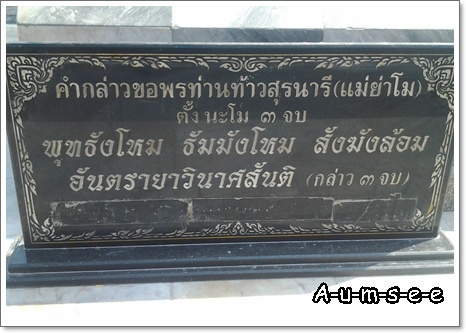 คำกล่าวขอพรท่านท้าวสุรนารี(แม่ย่าโม)
ตั้งนะโม ๓ จบ
พุทธังโหม ธัมมังโหม สังมังล้อม
อันตรายาวินาศสันติ (กล่าว ๓ จบ)
A-u-m-s-e-e